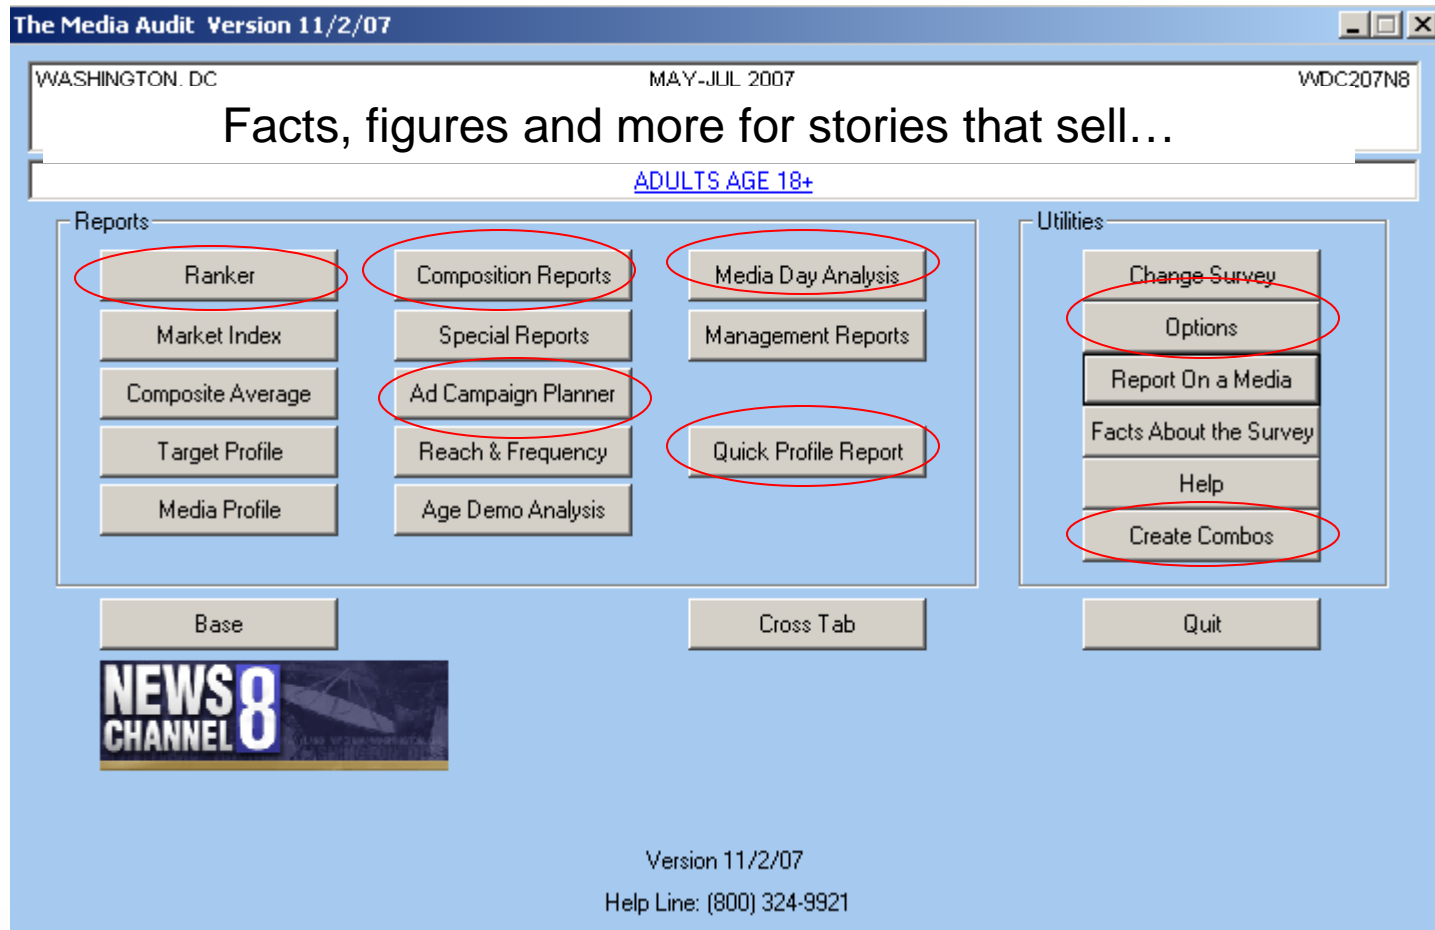 The Media Audit Version 11/2/07
WASHINGTON, DC MAY-JUL 2007 WDC207N8
Facts, figures and more for stories that sell…
ADULTS AGE 18+
Reports Utilities
Ranker Composition Reports Media Day Analysis Change Survey
Market Index Special Reports Management Reports Options
Composite Average Ad Campaign Planner Report On a Media
Target Profile Reach & Frequency Quick Profile Report Facts About the Survey
Media Profile Age Demo Analysis Help
Create Combos
Base Cross Tab Quit
NEWS 8
CHANNEL
Version 11/2/07
Help Line: (800) 324-9921